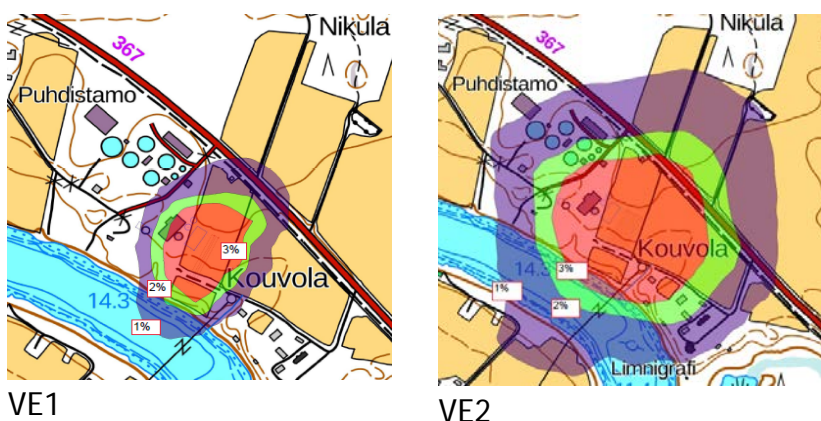 Nikula
367
Puhdistamo
3%
Kouvola
2%
14.3
1%
Z
VE1
Nikula
367
Puhdistamo
Kouvola
14.3
3%
1%
2%
Z
Limnigrafi
VE2